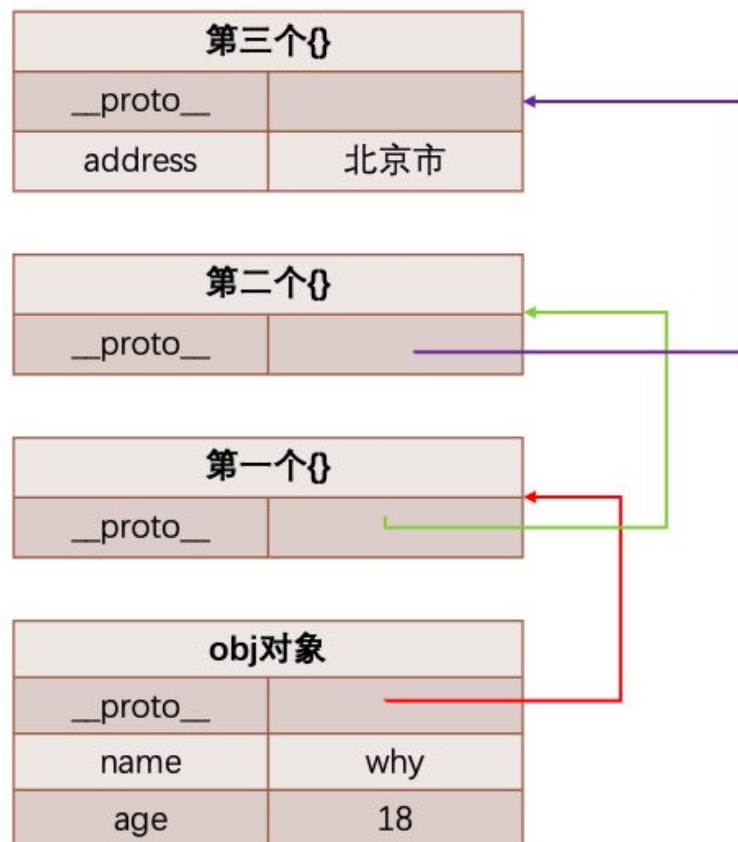 第三个{}
__proto__
address 北京市
第二个{}
__proto__
第一个{}
__proto__
obj对象
__proto__
name why
age 18